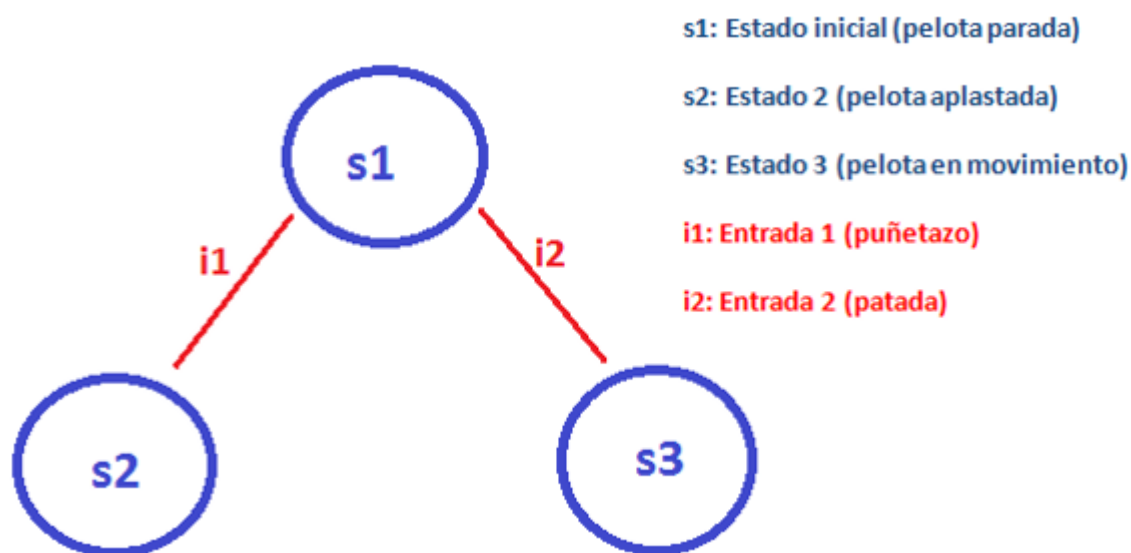 s1: Estado inicial (pelota parada)
s2: Estado 2 (pelota aplastada)
s3: Estado 3 (pelota en movimiento)
i1: Entrada 1 (puñetazo)
i2: Entrada 2 (patada)
s1
i1
i2
s2
s3